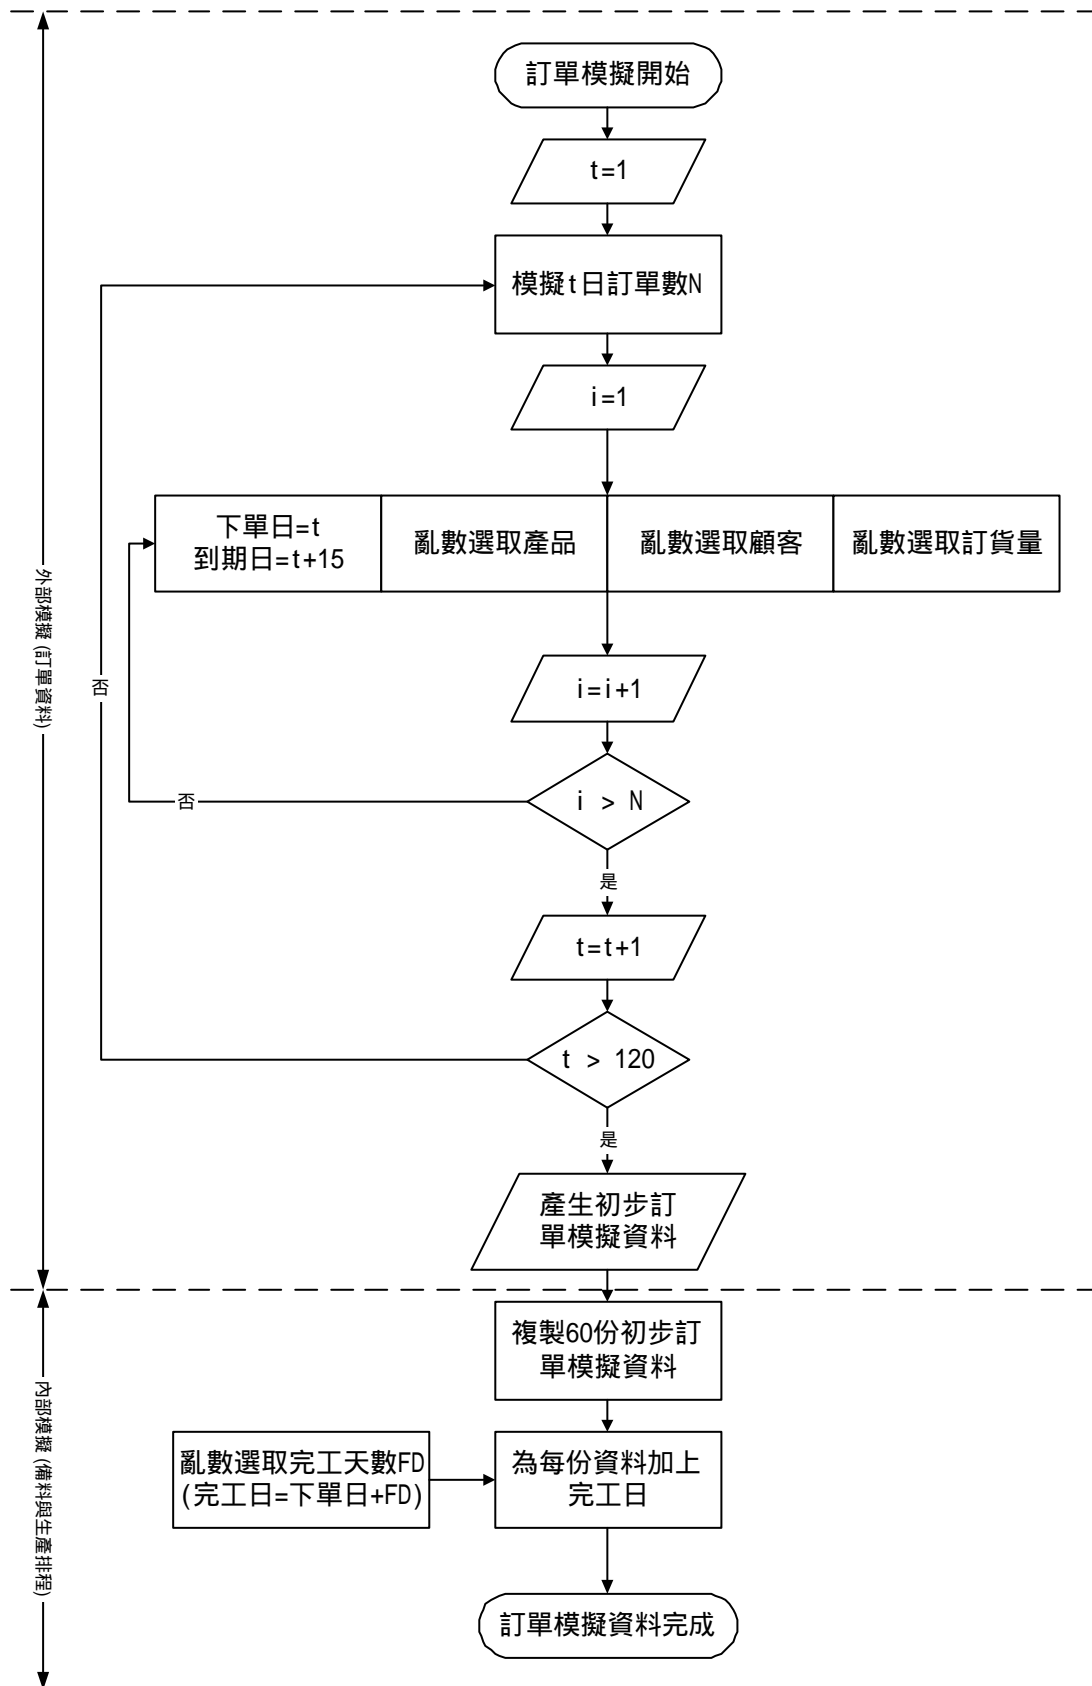 訂單模擬開始
t=1
模擬t日訂單數N
i=1
下單日=t
到期日=t+15
亂數選取產品
亂數選取顧客
亂數選取訂貨量
外部模擬 (訂單資料)
i=i+1
否
i > N
否
是
t=t+1
t > 120
是
產生初步訂
單模擬資料
複製60份初步訂
單模擬資料
內部模擬 (備料與生產排程)
亂數選取完工天數FD
(完工日=下單日+FD)
為每份資料加上
完工日
訂單模擬資料完成